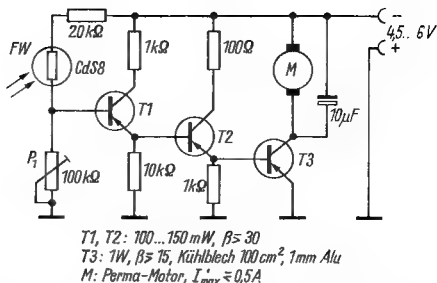 20kΩ
FW
CdS8
1kΩ
100Ω
M
−
4,5.. 6V
+
10µF
T1
T2
T3
P1
100kΩ
10kΩ
1kΩ
T1, T2: 100...150mW, β≧30
T3: 1W, β≧15, Kühlblech 100cm², 1mm Alu
M: Perma-Motor, Imax ≈ 0,5A